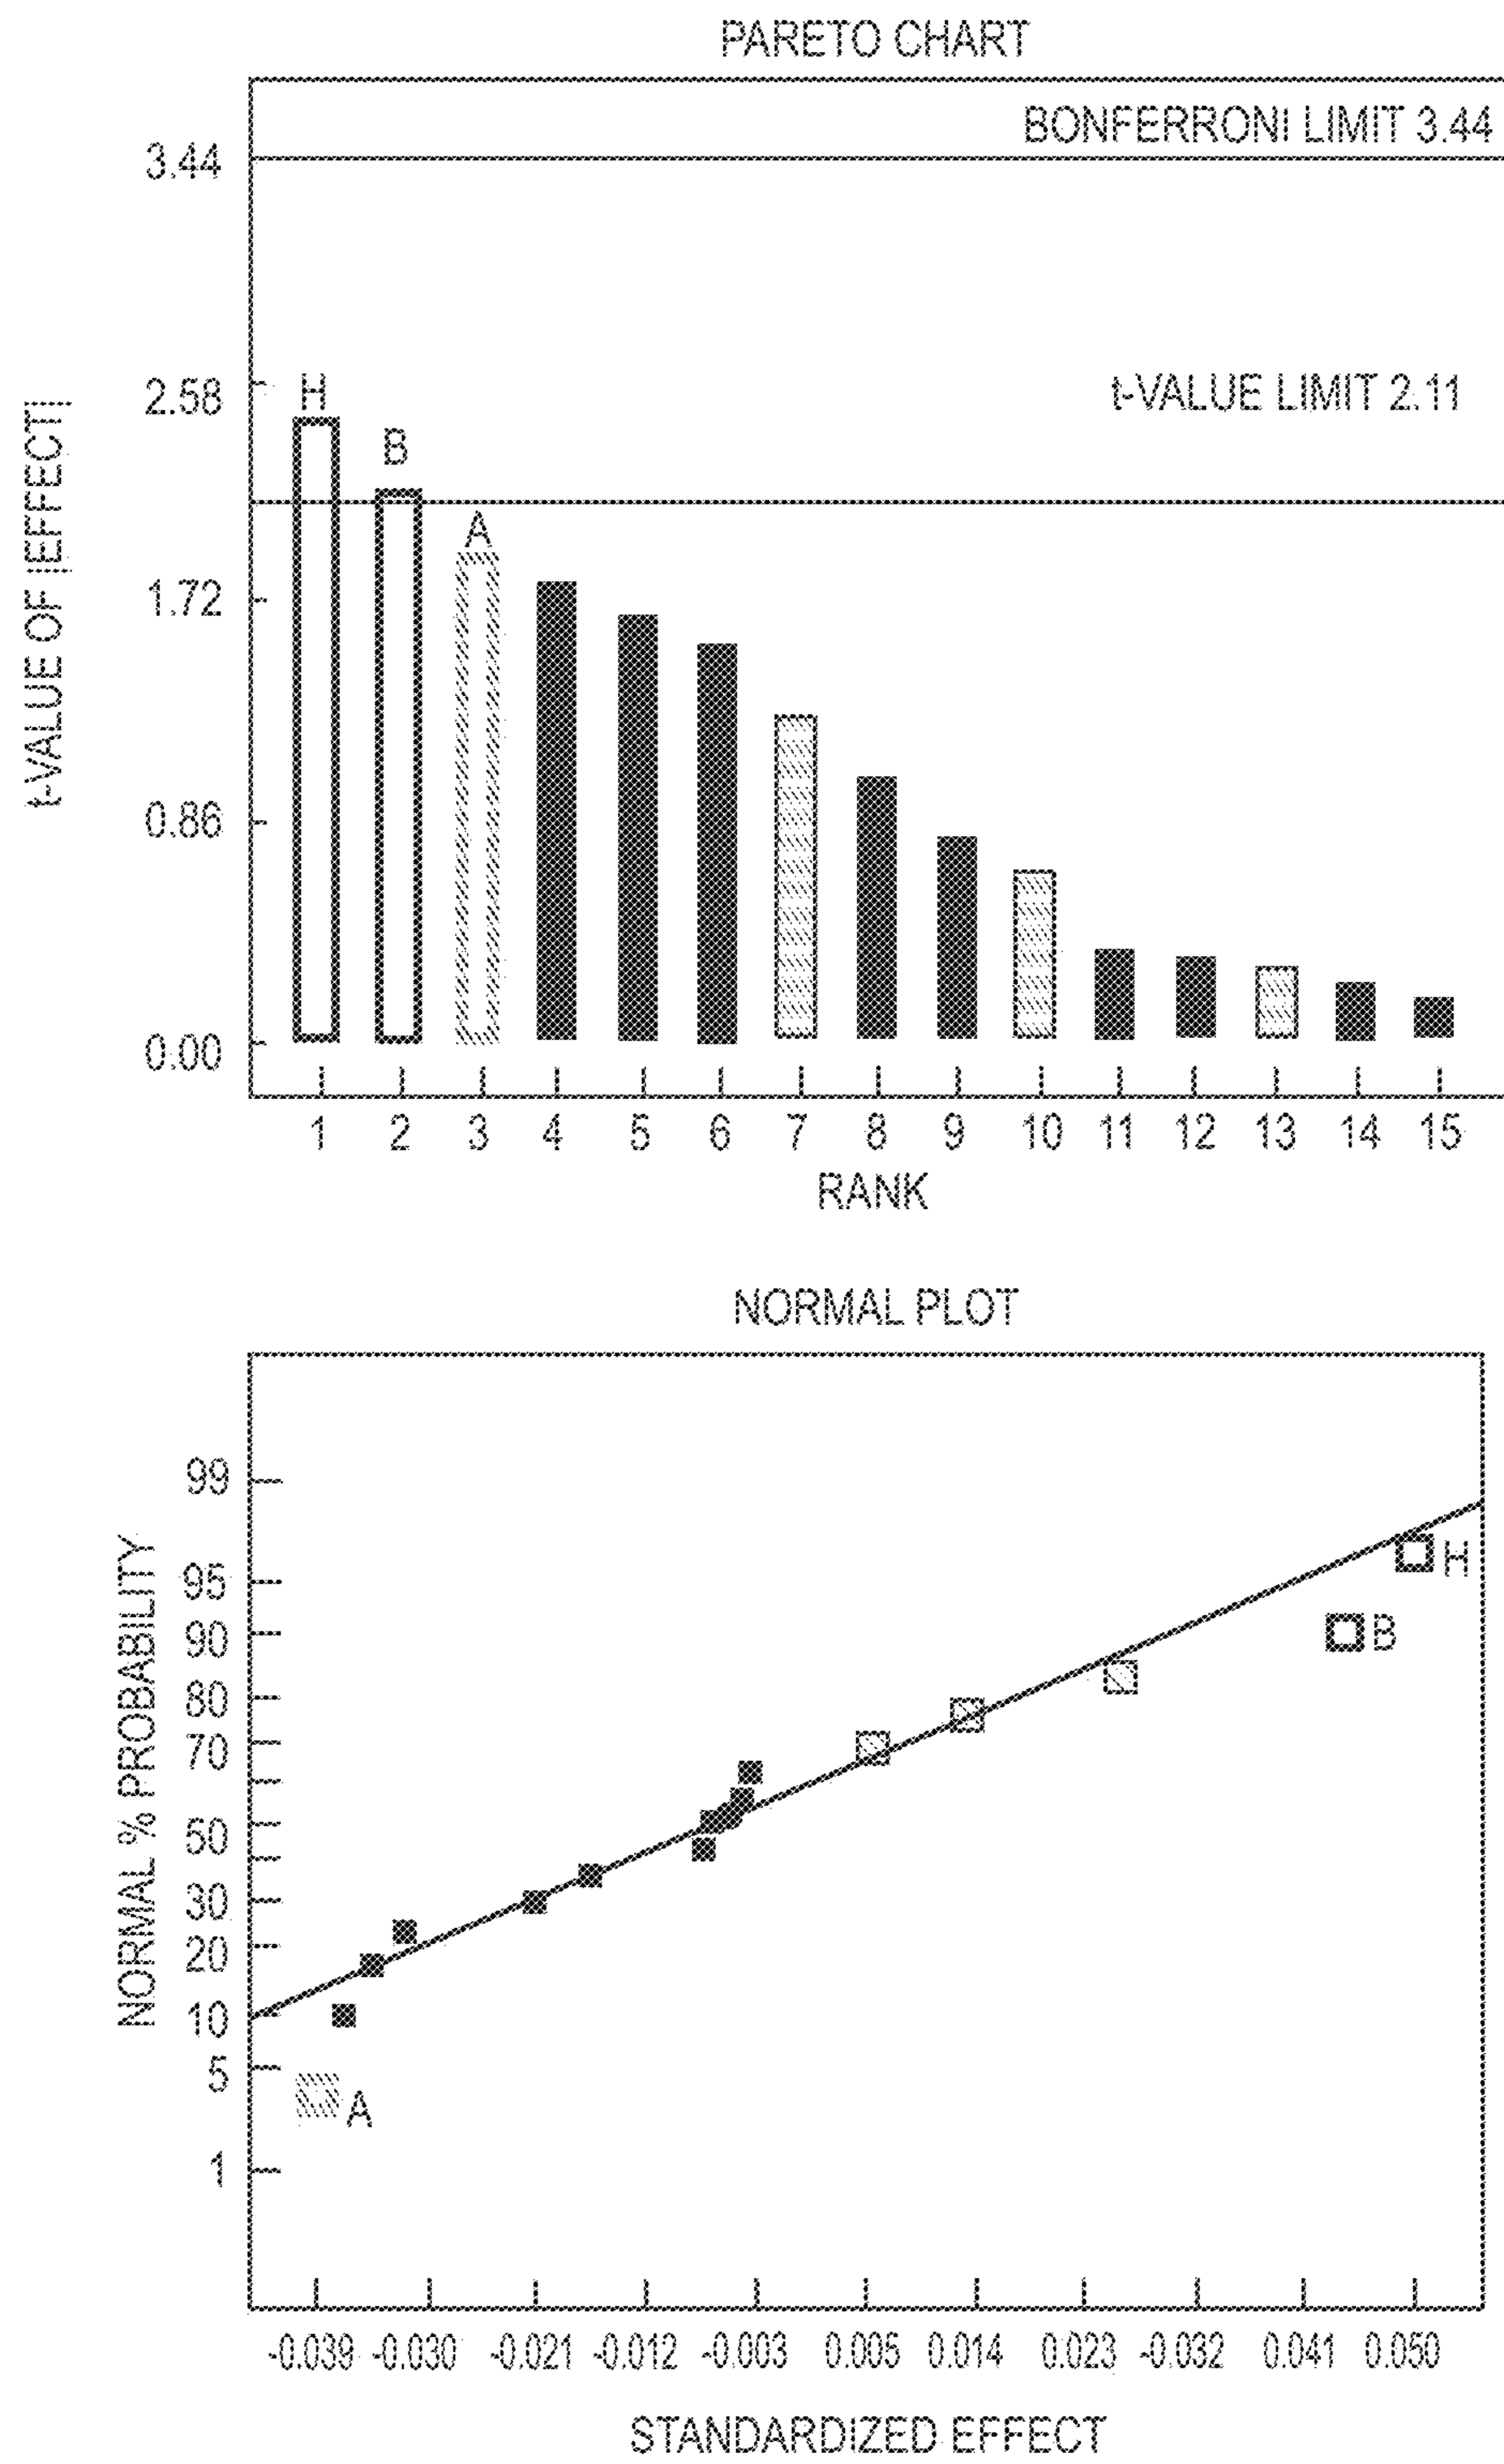 PARETO CHART
BONFERRONI LIMIT 3.44
3.44
t-VALUE OF |EFFECT|
2.58
H
t-VALUE LIMIT 2.11
B
A
1.72
0.86
0.00
1 2 3 4 5 6 7 8 9 10 11 12 13 14 15
RANK
NORMAL PLOT
NORMAL % PROBABILITY
99
95
H
90
B
80
70
50
30
20
10
5
A
1
-0.039 -0.030 -0.021 -0.012 -0.003 0.005 0.014 0.023 -0.032 0.041 0.050
STANDARDIZED EFFECT